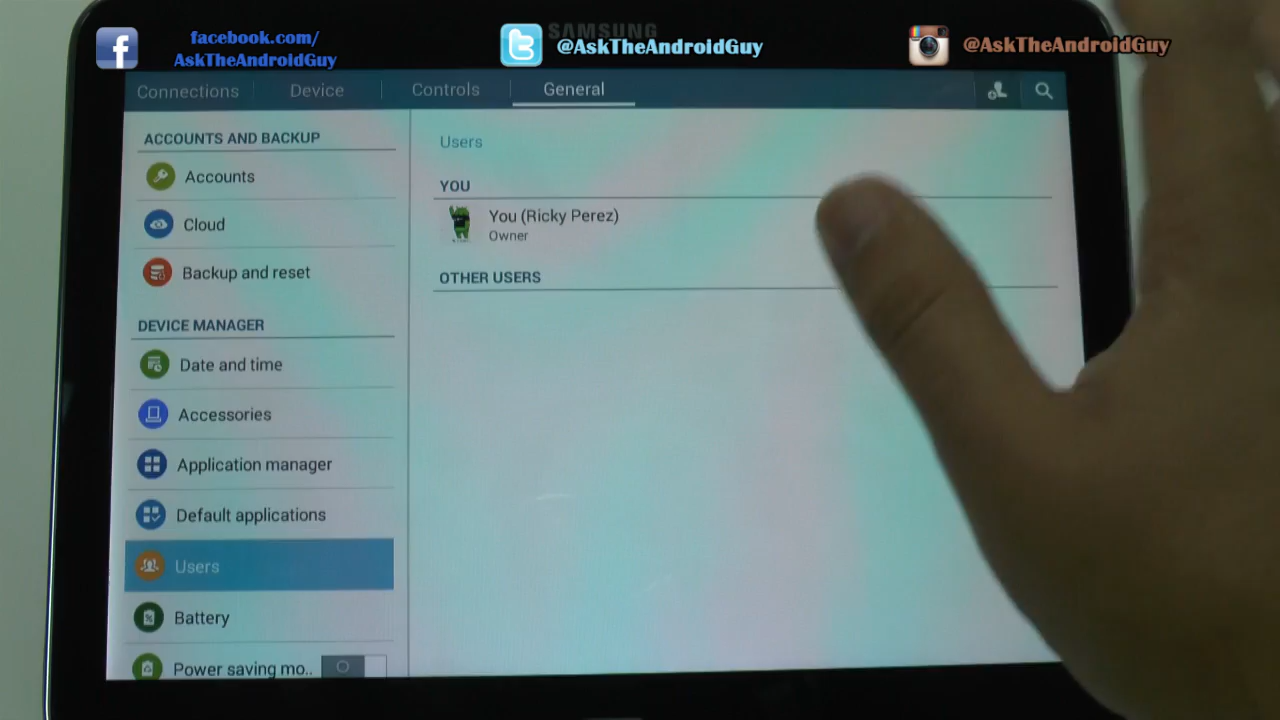 SAMSUNG
facebook.com/
AskTheAndroidGuy
@AskTheAndroidGuy
@AskTheAndroidGuy
Connections
Device
Controls
General
ACCOUNTS AND BACKUP
Accounts
Cloud
Backup and reset
DEVICE MANAGER
Date and time
Accessories
Application manager
Default applications
Users
Battery
Power saving mo..
Users
YOU
You (Ricky Perez)
Owner
OTHER USERS